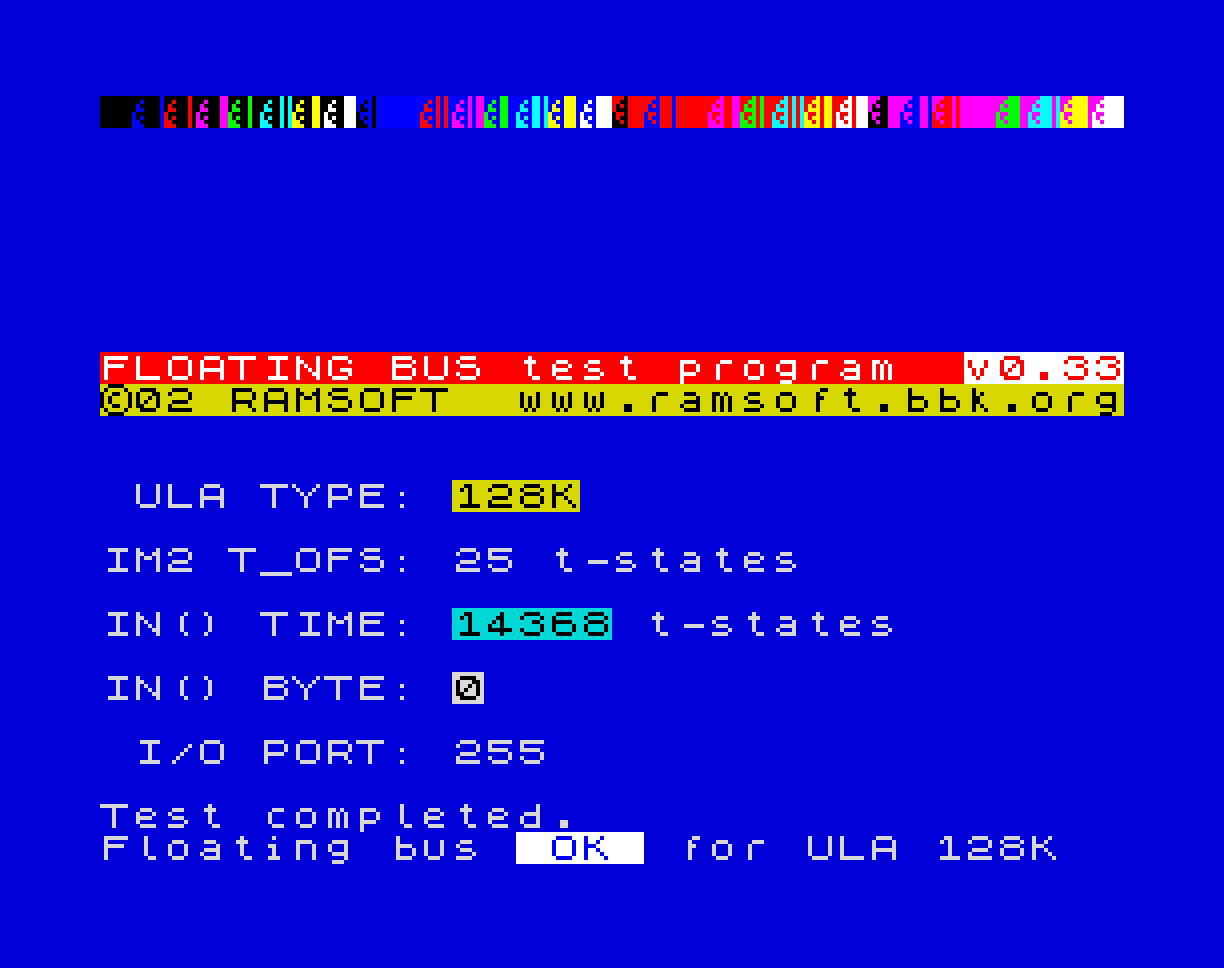 FLOATING BUS test program v0.33
©02 RAMSOFT www.ramsoft.bbk.org
ULA TYPE: 128K
IM2 T_OFS: 25 t-states
IN() TIME: 14368 t-states
IN() BYTE: 0
I/O PORT: 255
Test completed.
Floating bus OK for ULA 128K